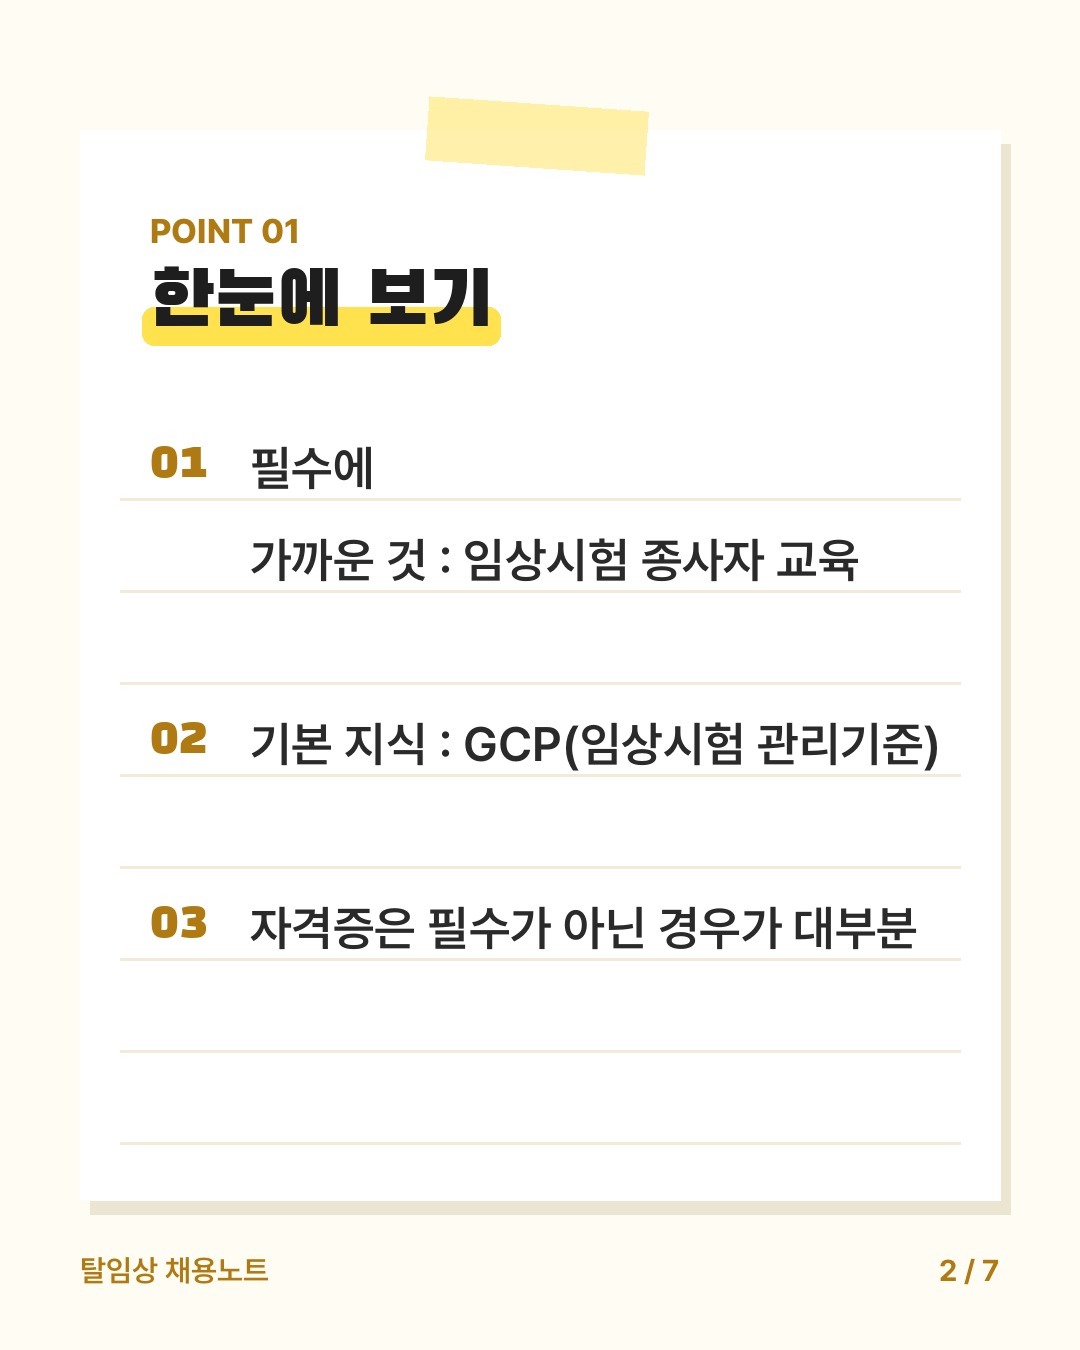 POINT 01
한눈에 보기
01 필수에
가까운 것 : 임상시험 종사자 교육
02 기본 지식 : GCP(임상시험 관리기준)
03 자격증은 필수가 아닌 경우가 대부분
탈임상 채용노트
2 / 7